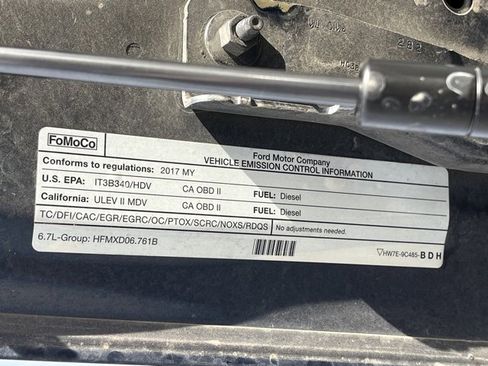 FoMoCo
Ford Motor Company
VEHICLE EMISSION CONTROL INFORMATION
Conforms to regulations: 2017 MY
U.S. EPA: IT3B340/HDV CA OBD II FUEL: Diesel
California: ULEV II MDV CA OBD II FUEL: Diesel
TC/DFI/CAC/EGR/EGRC/OC/PTOX/SCRC/NOXS/RDQS No adjustments needed.
6.7L-Group: HFMXD06.761B
HW7E-9C485-BDH